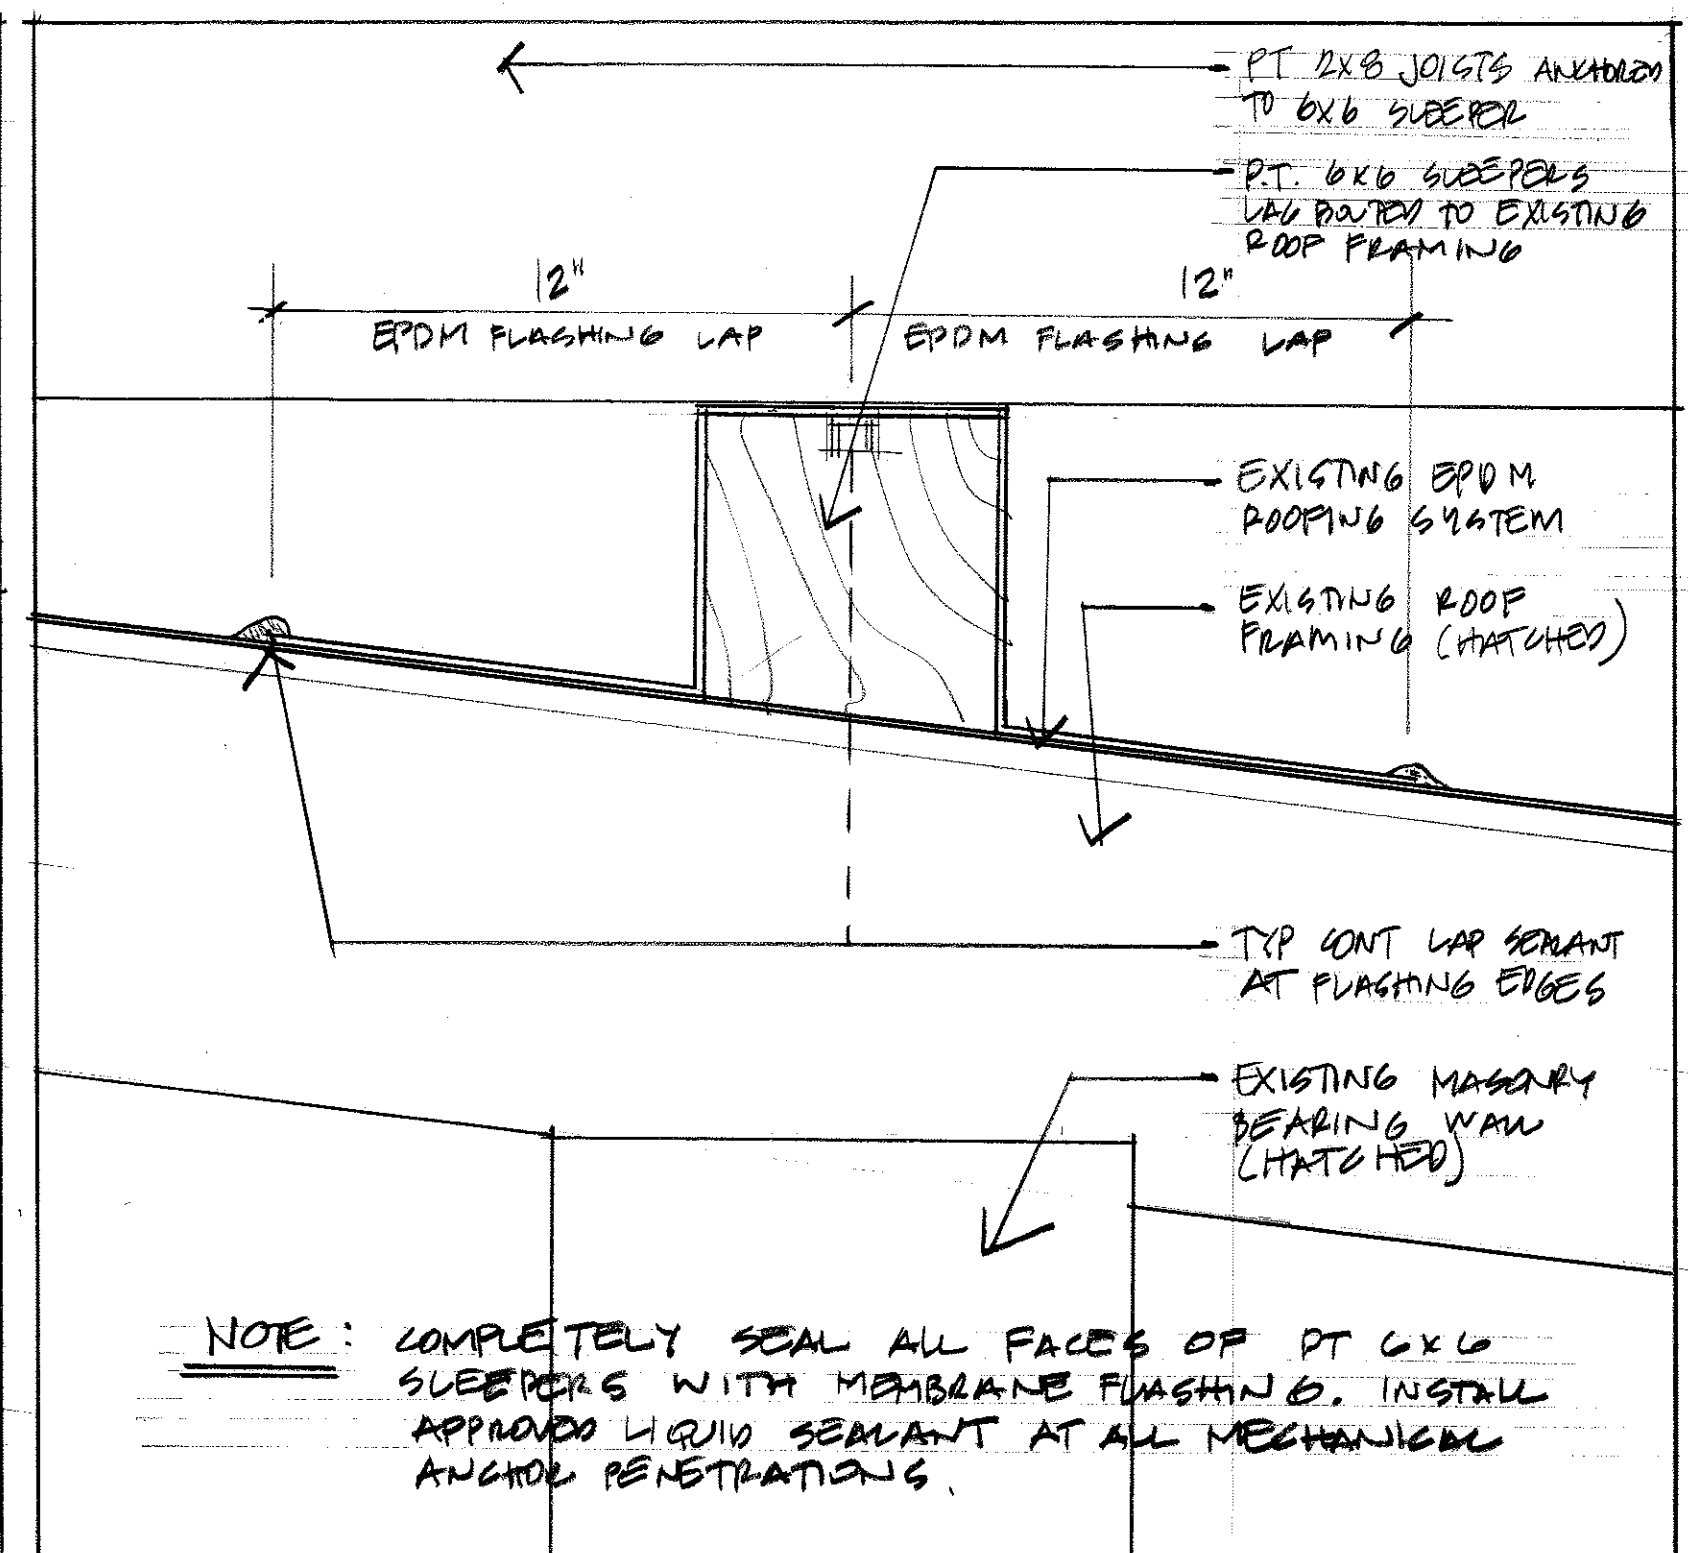 PT 2X8 JOISTS ANCHORED
TO 6X6 SLEEPER
P.T. 6X6 SLEEPERS
LAG BOLTED TO EXISTING
ROOF FRAMING
12" 12"
EPDM FLASHING LAP EPDM FLASHING LAP
EXISTING EPDM
ROOFING SYSTEM
EXISTING ROOF
FRAMING (HATCHED)
TYP CONT LAP SEALANT
AT FLASHING EDGES
EXISTING MASONRY
BEARING WALL
(HATCHED)
NOTE: COMPLETELY SEAL ALL FACES OF PT 6X6
SLEEPERS WITH MEMBRANE FLASHING. INSTALL
APPROVED LIQUID SEALANT AT ALL MECHANICAL
ANCHOR PENETRATIONS.